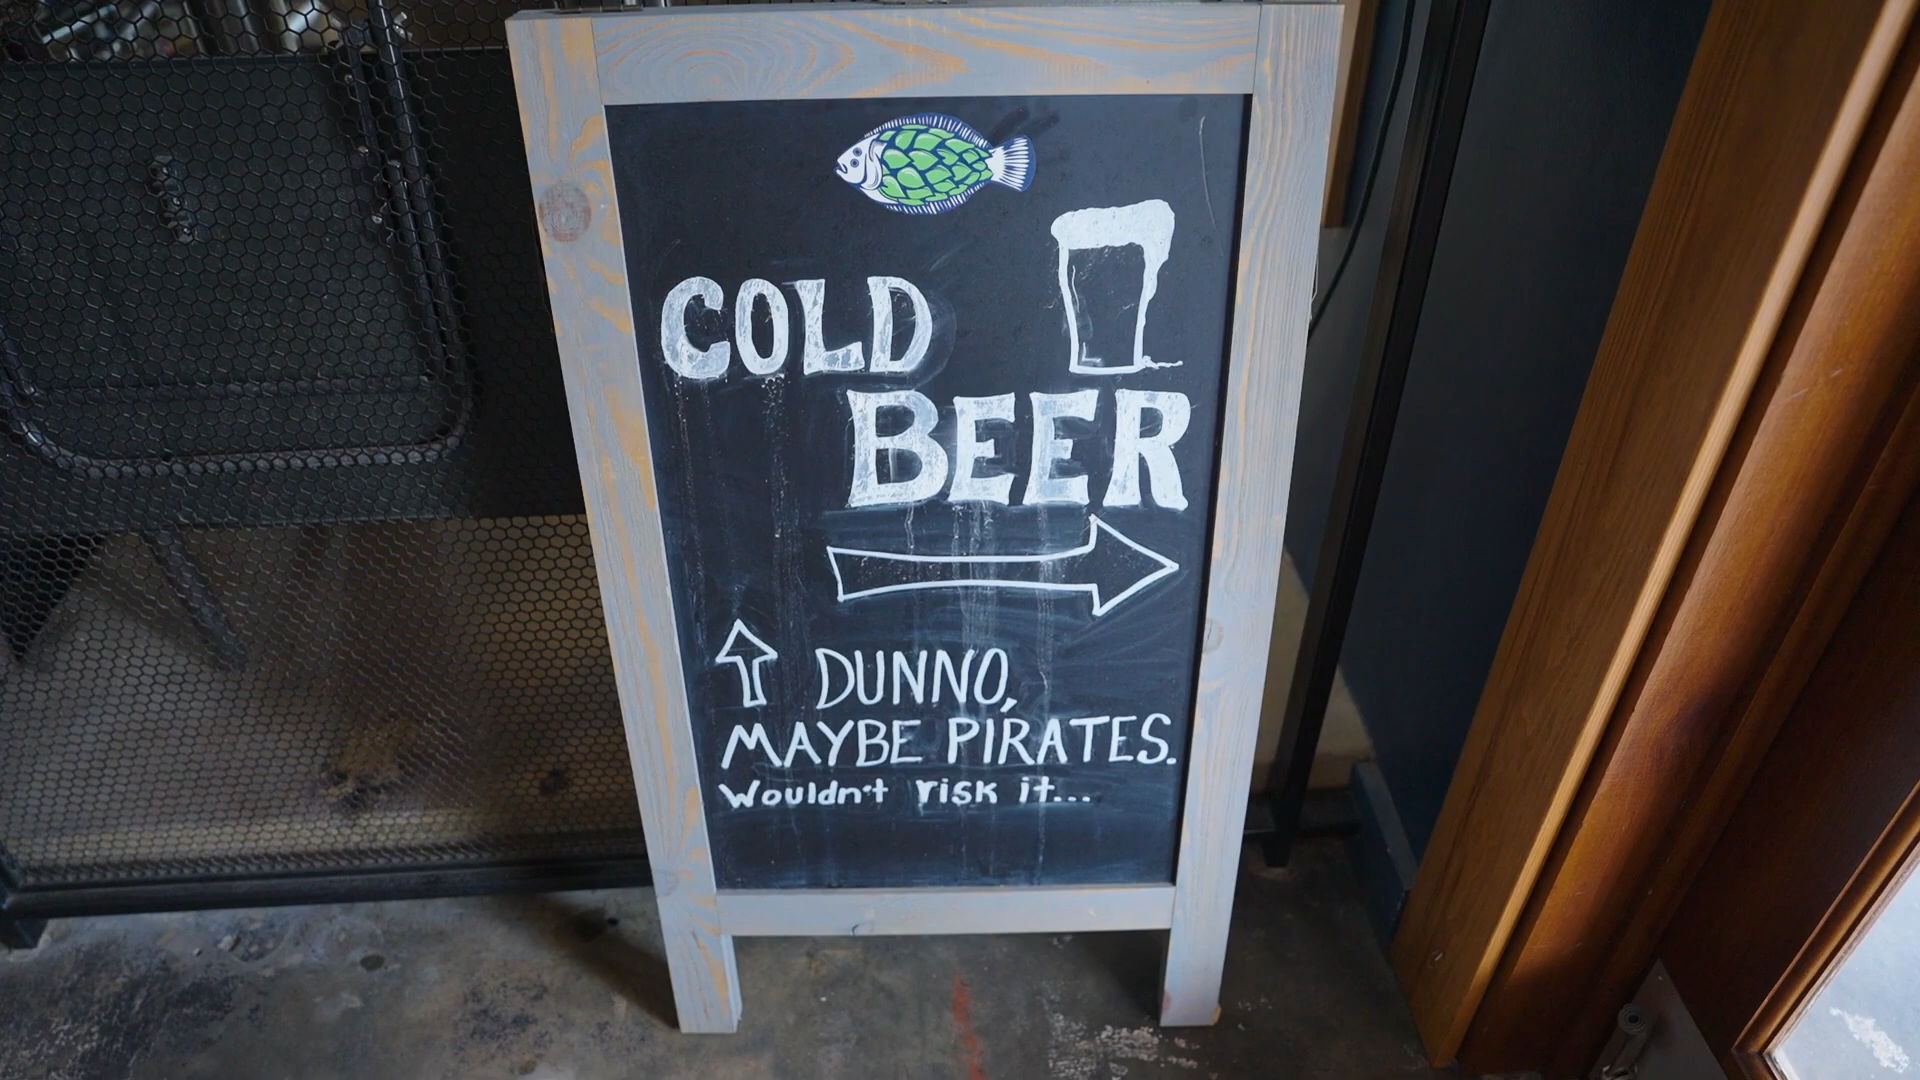 COLD
BEER
DUNNO,
MAYBE PIRATES.
Wouldn't risk it...